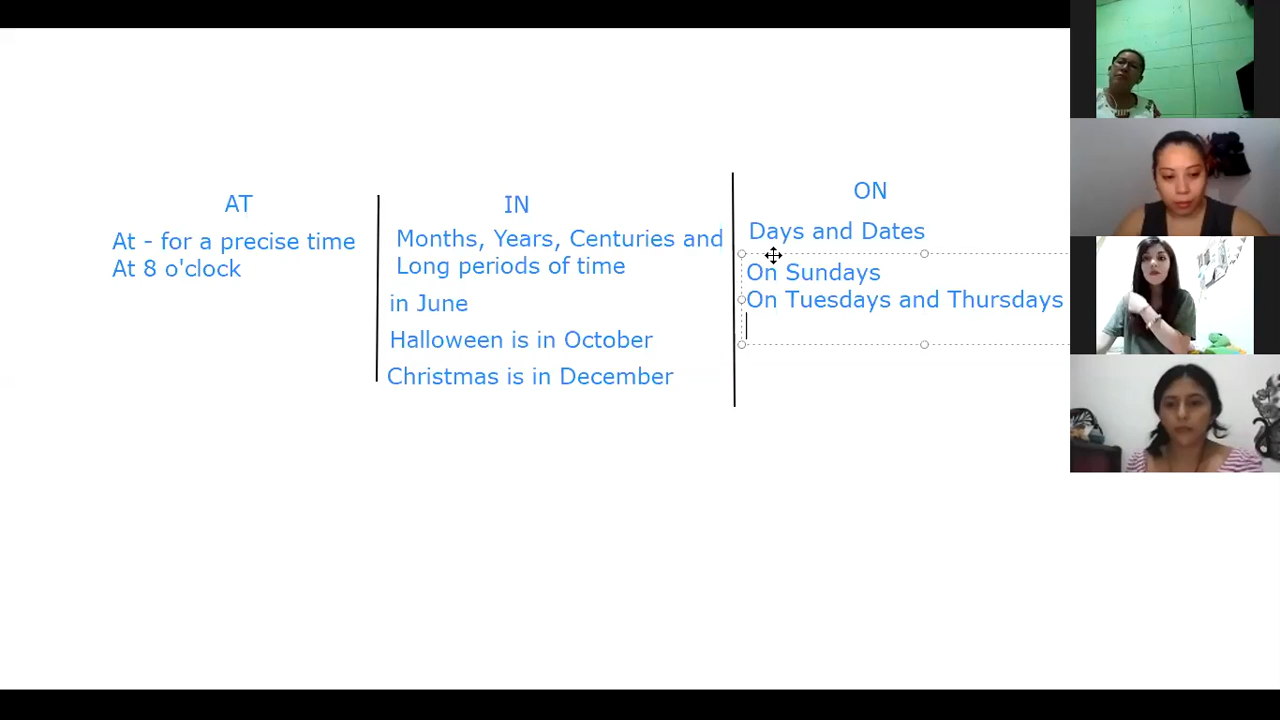 AT
At - for a precise time
At 8 o'clock
IN
Months, Years, Centuries and
Long periods of time
in June
Halloween is in October
Christmas is in December
ON
Days and Dates
On Sundays
On Tuesdays and Thursdays